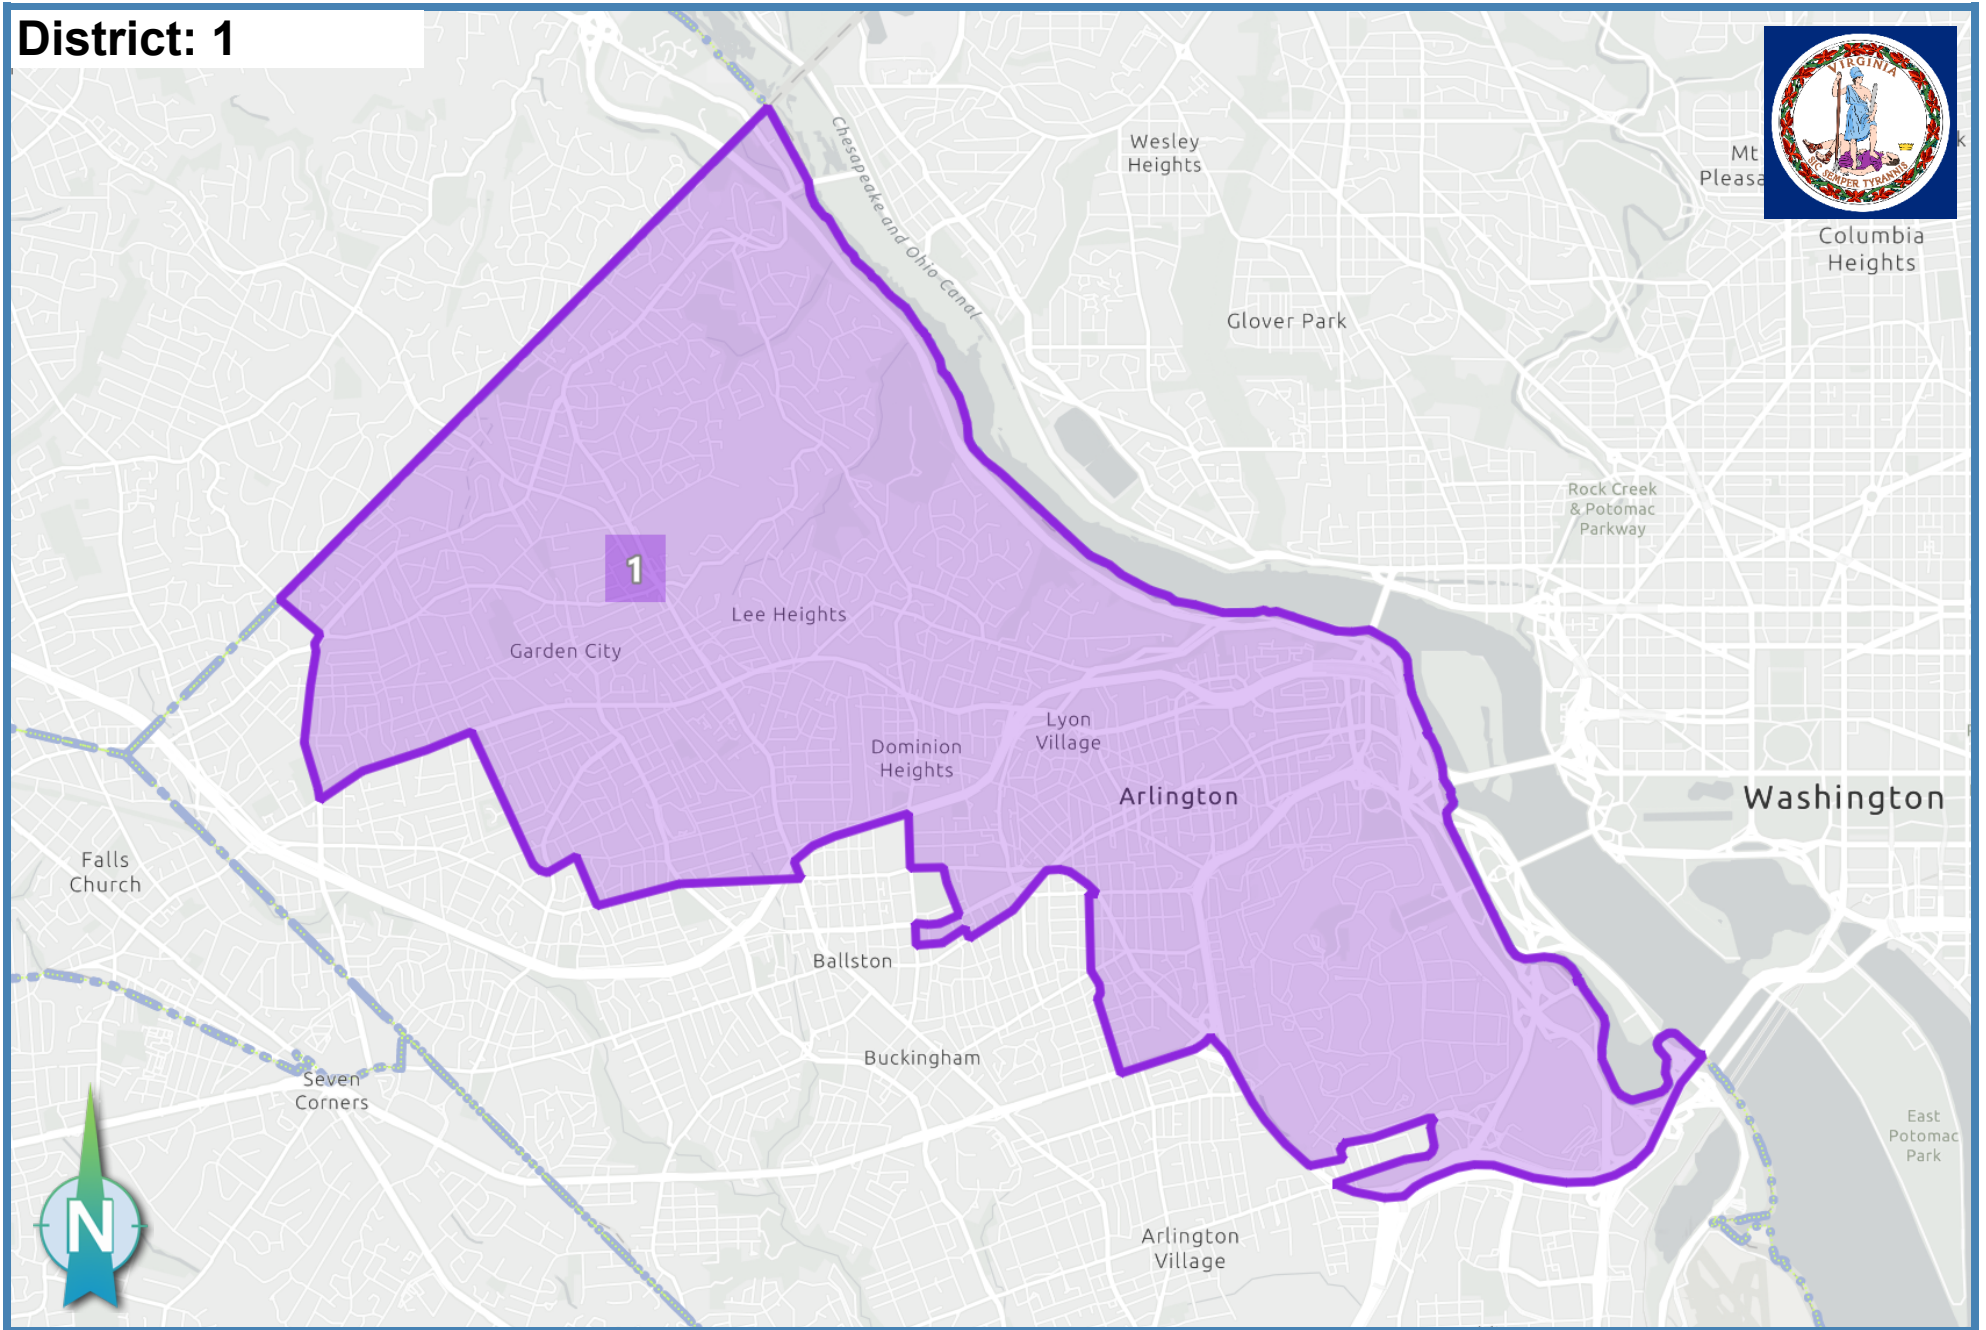 District: 1
VIRGINIA
SIC SEMPER TYRANNIS
Chesapeake and Ohio Canal
Wesley
Heights
Mt
Pleasa
k
Columbia
Heights
Glover Park
Rock Creek
& Potomac
Parkway
1
Lee Heights
Garden City
Lyon
Village
Dominion
Heights
Arlington
Washington
Falls
Church
Ballston
Buckingham
Seven
Corners
East
Potomac
Park
Arlington
Village
N